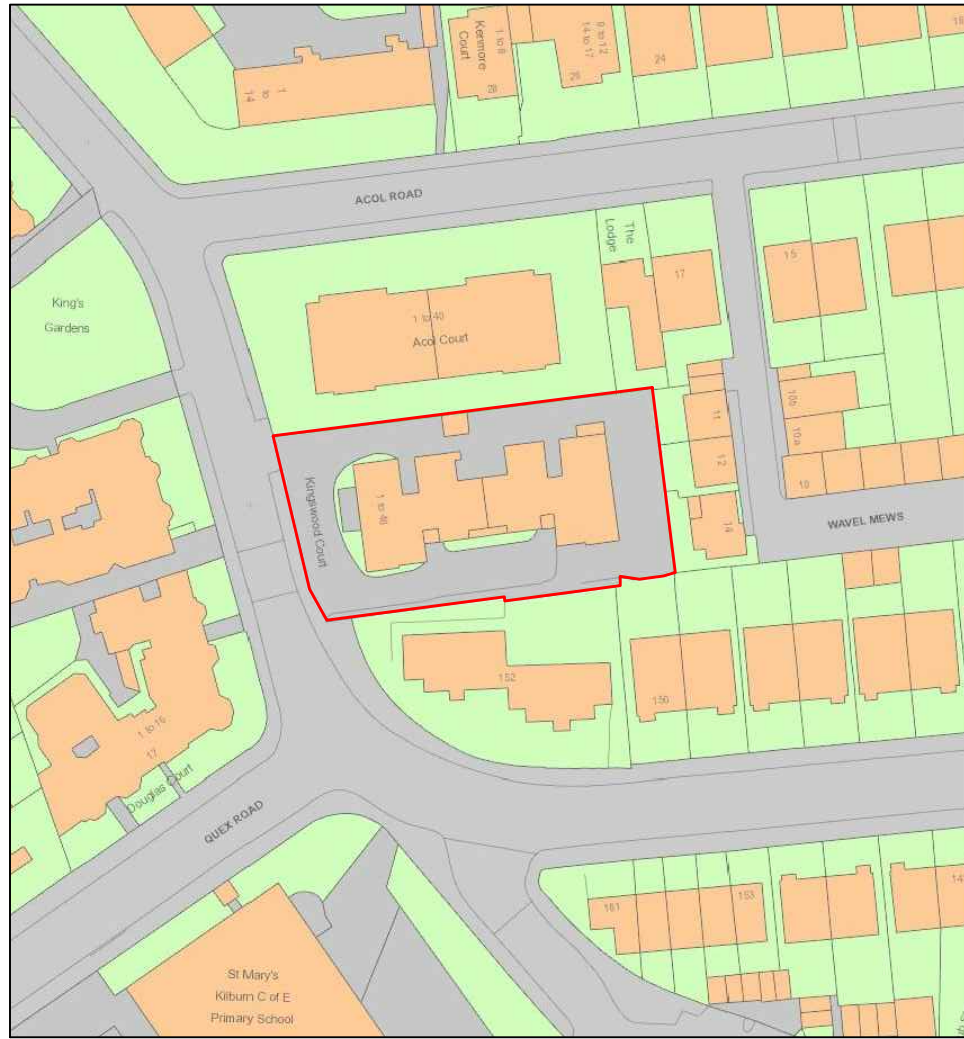 Kenmore
Court
1 to 8
28
9 to 12
14 to 17
26
24
18
1
to
14
ACOL ROAD
The
Lodge
17
15
King's
Gardens
1 to 40
Acol Court
11
12
14
10b
10a
10
WAVEL MEWS
Kingswood Court
1 to 48
152
150
1 to 16
17
Douglas Court
QUEX ROAD
161
153
St Mary's
Kilburn C of E
Primary School